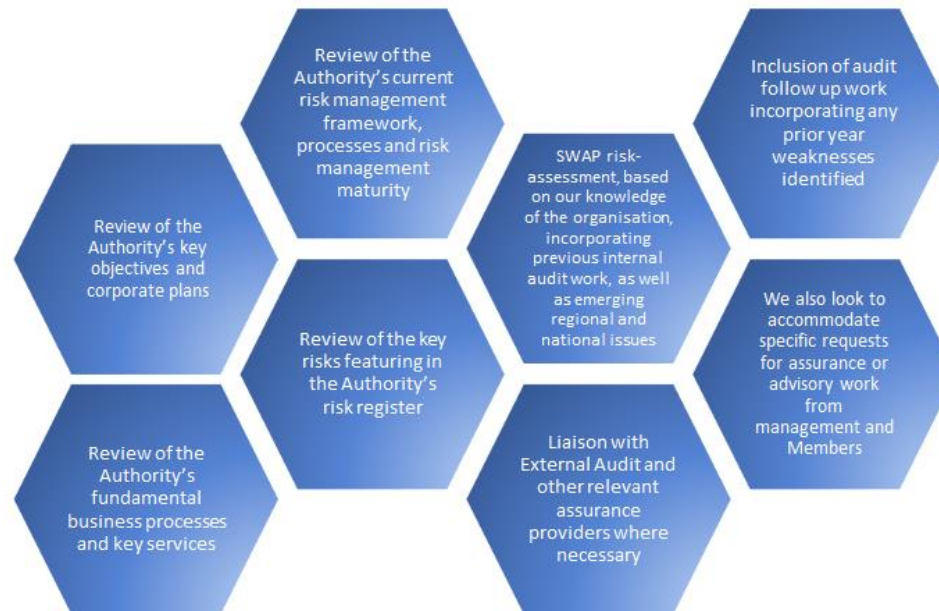 Review of the
Authority's current
risk management
framework,
processes and risk
management
maturity
Inclusion of audit
follow up work
incorporating any
prior year
weaknesses
identified
SWAP risk-
assessment, based
on our knowledge
of the organisation,
incorporating
previous internal
audit work, as well
as emerging
regional and
national issues
Review of the
Authority's key
objectives and
corporate plans
Review of the key
risks featuring in
the Authority's
risk register
We also look to
accommodate
specific requests
for assurance or
advisory work
from
management and
Members
Review of the
Authority's
fundamental
business processes
and key services
Liaison with
External Audit and
other relevant
assurance
providers where
necessary